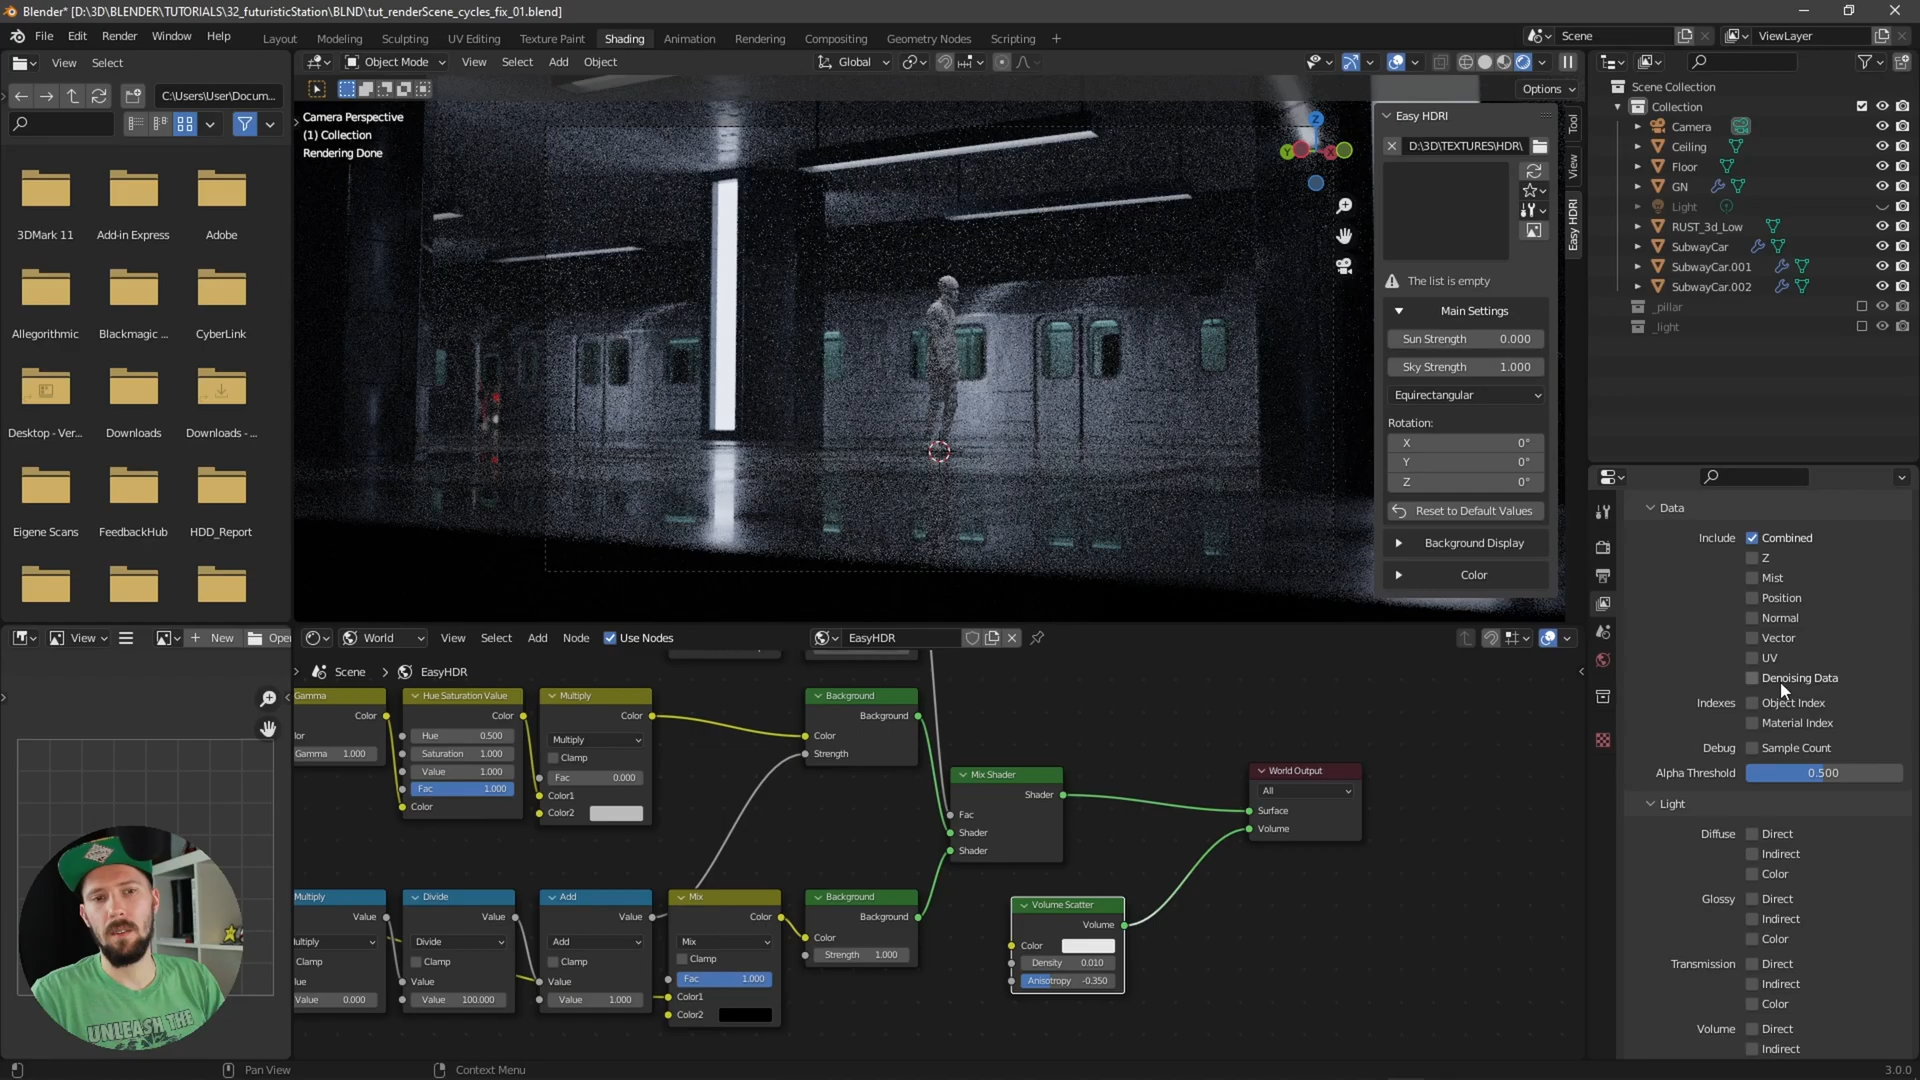 Blender* [D:\3D\BLENDER\TUTORIALS\32_futuristicStation\BLND\tut_renderScene_cycles_fix_01.blend]
File Edit Render Window Help Layout Modeling Sculpting UV Editing Texture Paint Shading Animation Rendering Compositing Geometry Nodes Scripting + Scene ViewLayer
View Select Object Mode View Select Add Object Global
C:\Users\User\Docum... Options
3DMark 11 Add-in Express Adobe
Allegorithmic Blackmagic ... CyberLink
Desktop - Ver... Downloads Downloads - ...
Eigene Scans FeedbackHub HDD_Report
Camera Perspective
(1) Collection
Rendering Done
Z
Y
X
Easy HDRI
D:\3D\TEXTURES\HDR\
The list is empty
Main Settings
Sun Strength 0.000
Sky Strength 1.000
Equirectangular
Rotation:
X 0°
Y 0°
Z 0°
Reset to Default Values
Background Display
Color
Tool
View
Easy HDRI
Scene Collection
Collection
Camera
Ceiling
Floor
GN
Light
RUST_3d_Low
SubwayCar
SubwayCar.001
SubwayCar.002
_pillar
_light
Data
Include Combined
Z
Mist
Position
Normal
Vector
UV
Denoising Data
Indexes Object Index
Material Index
Debug Sample Count
Alpha Threshold 0.500
Light
Diffuse Direct
Indirect
Color
Glossy Direct
Indirect
Color
Transmission Direct
Indirect
Color
Volume Direct
Indirect
View + New Open
World View Select Add Node Use Nodes EasyHDR
Scene > EasyHDR
Gamma
Color
Gamma 1.000
Hue Saturation Value
Color
Hue 0.500
Saturation 1.000
Value 1.000
Fac 1.000
Color
Multiply
Color
Multiply
Clamp
Fac 0.000
Color1
Color2
Background
Background
Color
Strength
Mix Shader
Shader
Fac
Shader
Shader
World Output
All
Surface
Volume
Multiply
Value
Clamp
Value 0.000
Divide
Value
Divide
Clamp
Value
Value 100.000
Add
Value
Add
Clamp
Value
Value 1.000
Mix
Color
Mix
Clamp
Fac 1.000
Color1
Color2
Background
Background
Color
Strength 1.000
Volume Scatter
Volume
Color
Density 0.010
Anisotropy -0.350
UNLEASH THE
Pan View Context Menu 3.0.0